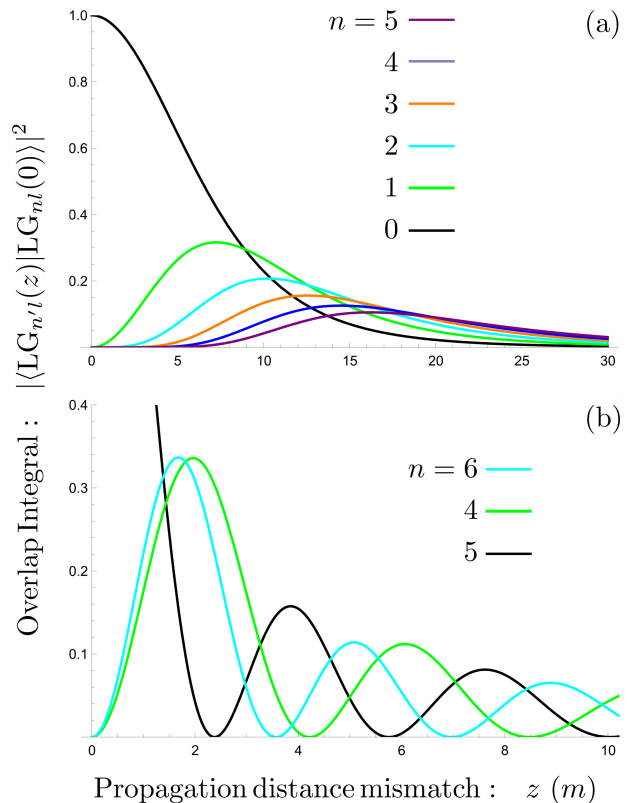 (a)
n = 5
4
3
2
1
0
1.0
0.8
0.6
0.4
0.2
0 5 10 15 20 25 30
(b)
n = 6
4
5
0.4
0.3
0.2
0.1
0 2 4 6 8 10
Overlap Integral : |⟨LG_{n'l}(z)|LG_{nl}(0)⟩|²
Propagation distance mismatch : z (m)